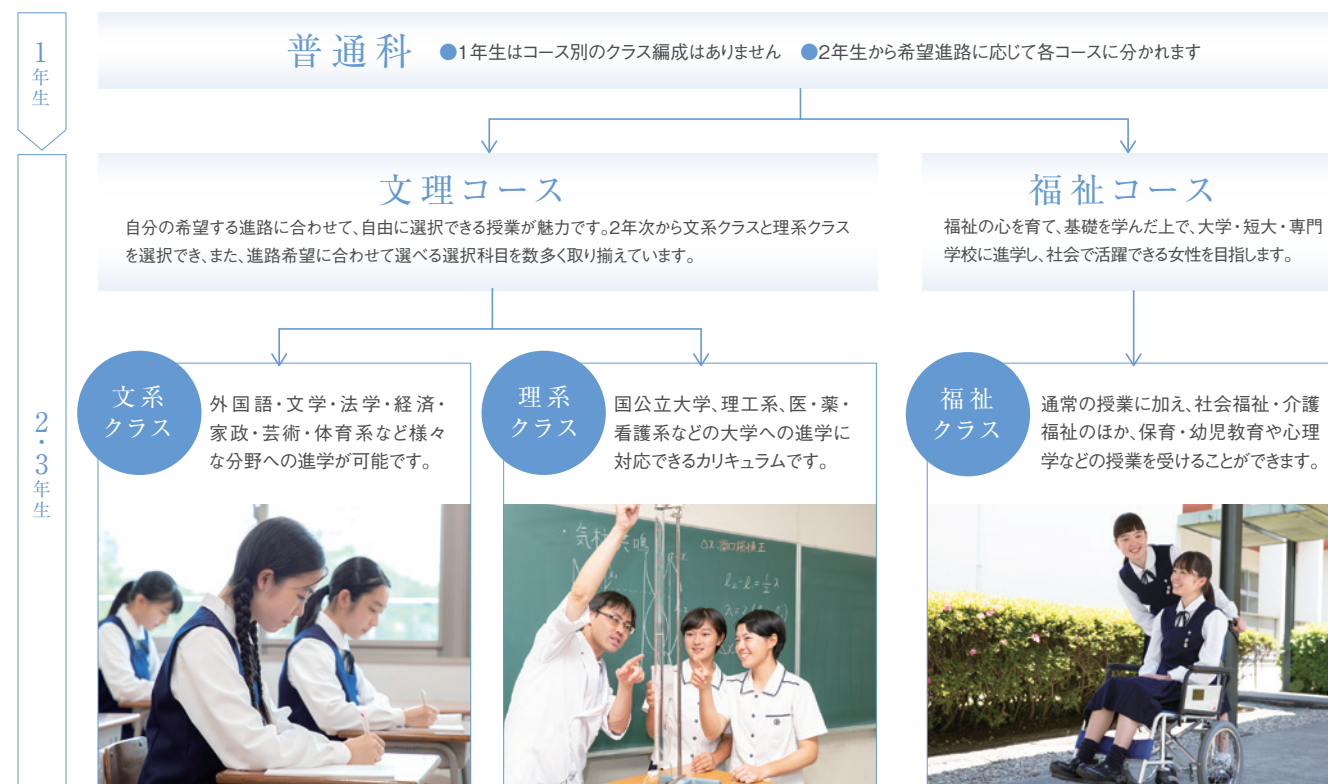 1年生
普通科 ●1年生はコース別のクラス編成はありません ●2年生から希望進路に応じて各コースに分かれます
文理コース
自分の希望する進路に合わせて、自由に選択できる授業が魅力です。2年次から文系クラスと理系クラス
を選択でき、また、進路希望に合わせて選べる選択科目を数多く取り揃えています。
福祉コース
福祉の心を育て、基礎を学んだ上で、大学・短大・専門
学校に進学し、社会で活躍できる女性を目指します。
2・3年生
文系
クラス
外国語・文学・法学・経済・
家政・芸術・体育系など様々
な分野への進学が可能です。
理系
クラス
国公立大学、理工系、医・薬・
看護系などの大学への進学に
対応できるカリキュラムです。
福祉
クラス
通常の授業に加え、社会福祉・介護
福祉のほか、保育・幼児教育や心理
学などの授業を受けることができます。
・気柱共鳴
Δx:開口端補正
l₂-l₁=½λ